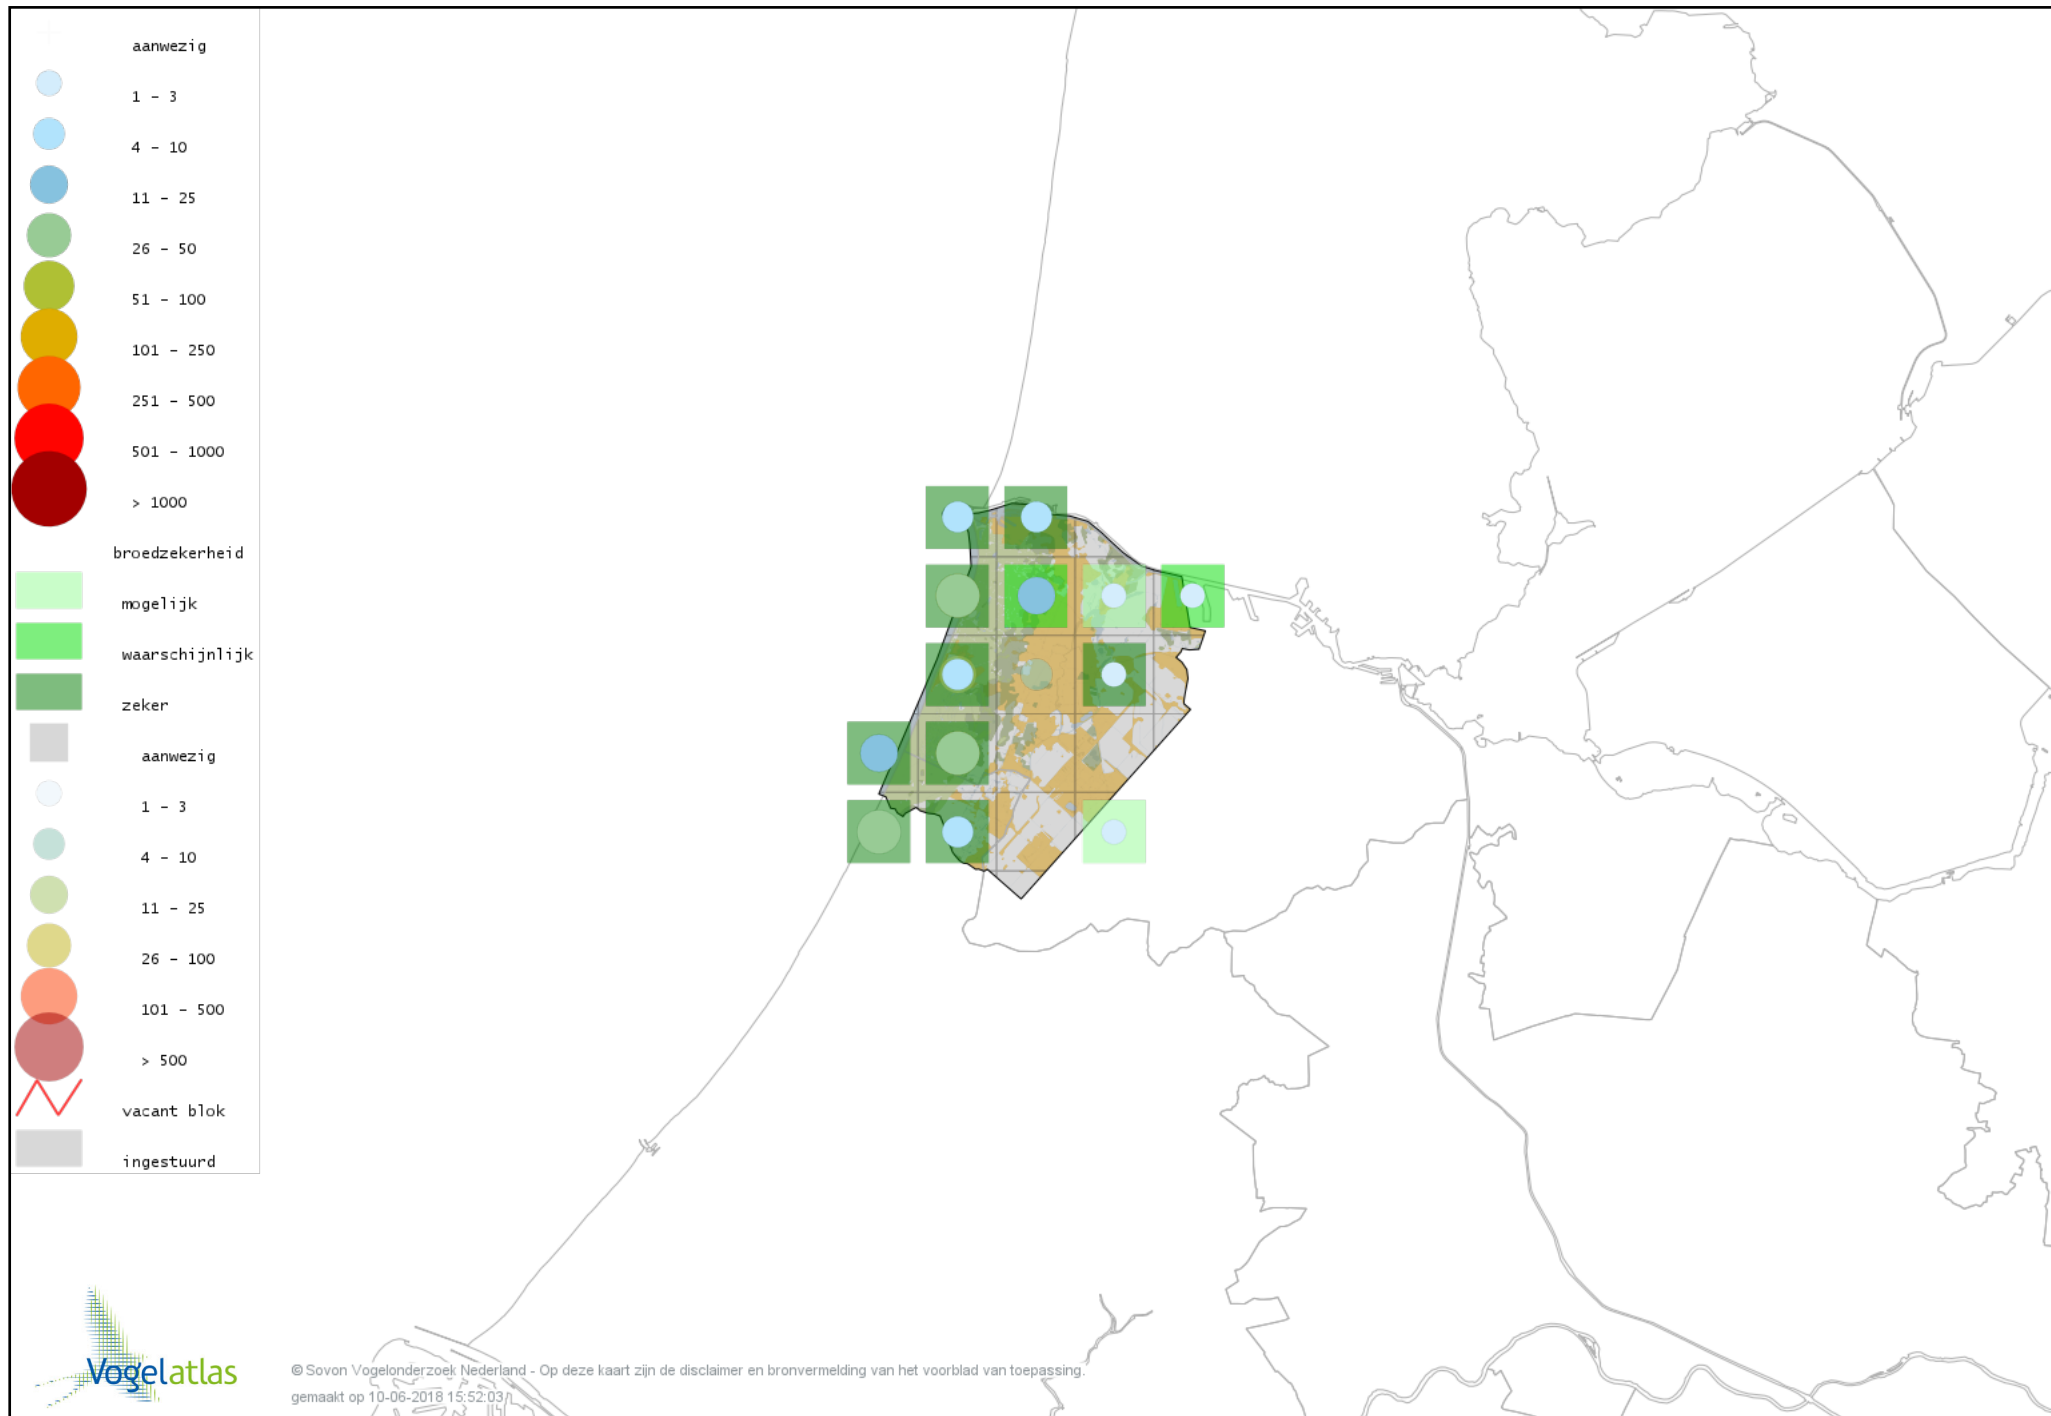 aanwezig
1 - 3
4 - 10
11 - 25
26 - 50
51 - 100
101 - 250
251 - 500
501 - 1000
> 1000
broedzekerheid
mogelijk
waarschijnlijk
zeker
aanwezig
1 - 3
4 - 10
11 - 25
26 - 100
101 - 500
> 500
vacant blok
ingestuurd
Vogelatlas
© Sovon Vogelonderzoek Nederland - Op deze kaart zijn de disclaimer en bronvermelding van het voorblad van toepassing.
gemaakt op 10-06-2018 15:52:03